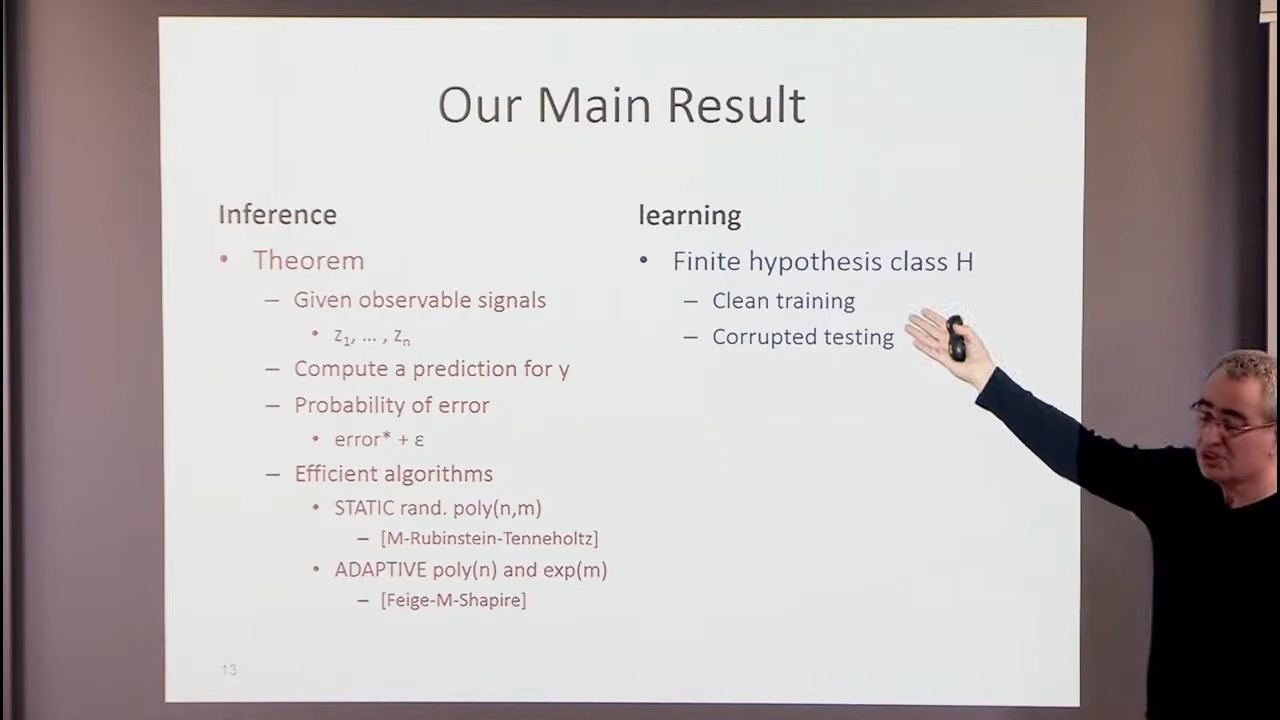 Our Main Result
Inference
• Theorem
– Given observable signals
• z1, ... , zn
– Compute a prediction for y
– Probability of error
• error* + ε
– Efficient algorithms
• STATIC rand. poly(n,m)
– [M-Rubinstein-Tenneholtz]
• ADAPTIVE poly(n) and exp(m)
– [Feige-M-Shapire]
learning
• Finite hypothesis class H
– Clean training
– Corrupted testing
13